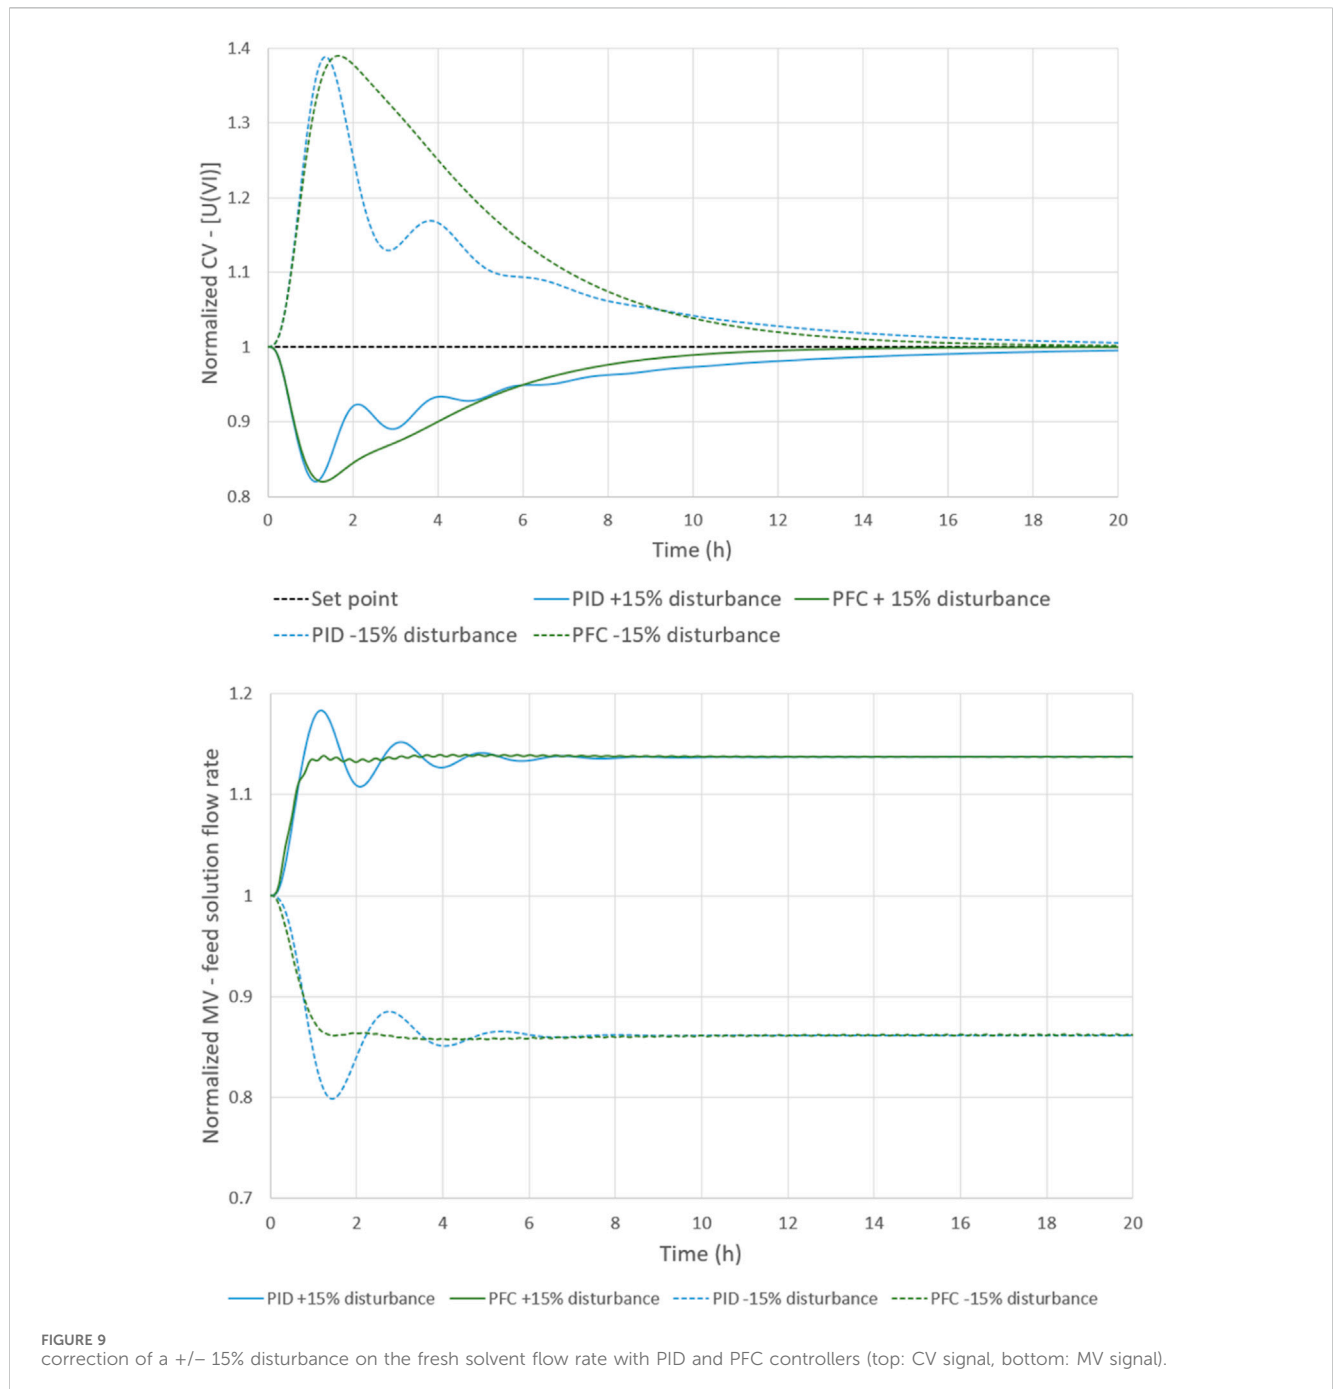 1.4
1.3
1.2
1.1
1
0.9
0.8
Normalized CV - [U(VI)]
0 2 4 6 8 10 12 14 16 18 20
Time (h)
Set point PID +15% disturbance PFC + 15% disturbance
PID -15% disturbance PFC -15% disturbance
1.2
1.1
1
0.9
0.8
0.7
Normalized MV - feed solution flow rate
0 2 4 6 8 10 12 14 16 18 20
Time (h)
PID +15% disturbance PFC +15% disturbance PID -15% disturbance PFC -15% disturbance
FIGURE 9
correction of a +/− 15% disturbance on the fresh solvent flow rate with PID and PFC controllers (top: CV signal, bottom: MV signal).